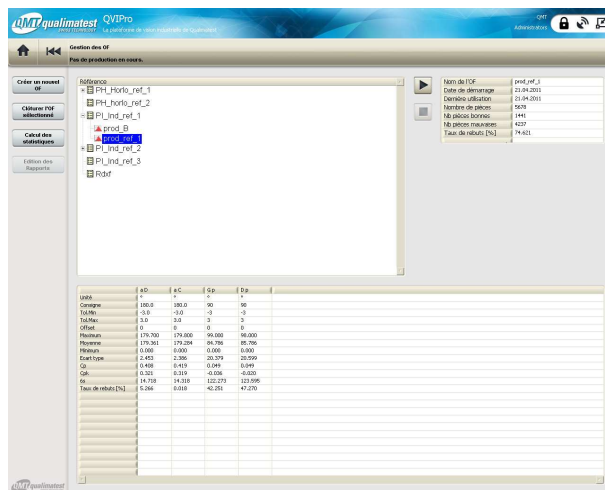 QMT qualimatest
SWISS TECHNOLOGY
QVIPro
La plateforme de vision industrielle de Qualimatest
QMT
Administrators
Gestion des OF
Pas de production en cours.
Créer un nouvel OF
Clôturer l'OF sélectionné
Calcul des statistiques
Edition des Rapports
Référence
PH_Horlo_ref_1
PH_horlo_ref_2
PI_Ind_ref_1
prod_B
prod_ref_1
PI_Ind_ref_2
PI_Ind_ref_3
Rdxf
Nom de l'OF prod_ref_1
Date de démarrage 21.04.2011
Dernière utilisation 21.04.2011
Nombre de pièces 5678
Nb pièces bonnes 1441
Nb pièces mauvaises 4237
Taux de rebuts [%] 74.621
a D a C G p D p
Unité ° ° ° °
Consigne 180.0 180.0 90 90
Tol.Min -3.0 -3.0 -3 -3
Tol.Max 3.0 3.0 3 3
Offset 0 0 0 0
Maximum 179.700 179.800 99.000 98.000
Moyenne 179.361 179.284 84.786 85.786
Minimum 0.000 0.000 0.000 0.000
Ecart type 2.453 2.386 20.379 20.599
Cp 0.408 0.419 0.049 0.049
Cpk 0.321 0.319 -0.036 -0.020
6s 14.718 14.318 122.273 123.595
Taux de rebuts [%] 5.266 0.018 42.251 47.270
QMT qualimatest